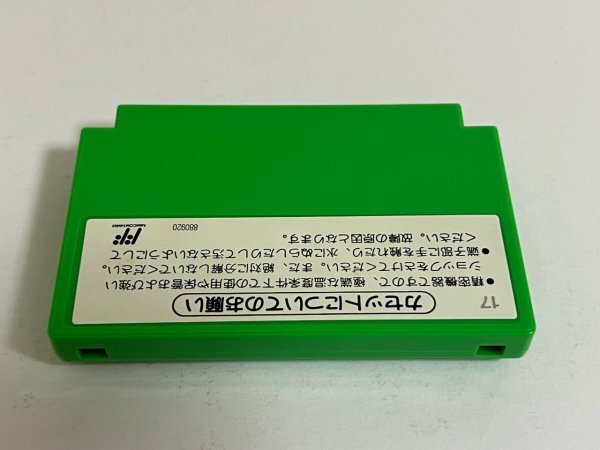 17
カセットについてのお願い
●精密機器ですので、極端な温度条件下での使用や保管および強い
ショックをさけてください。また、絶対に分解しないでください。
●端子部に手を触れたり、水にぬらしたりして汚さないようにして
ください。故障の原因となります。
880920